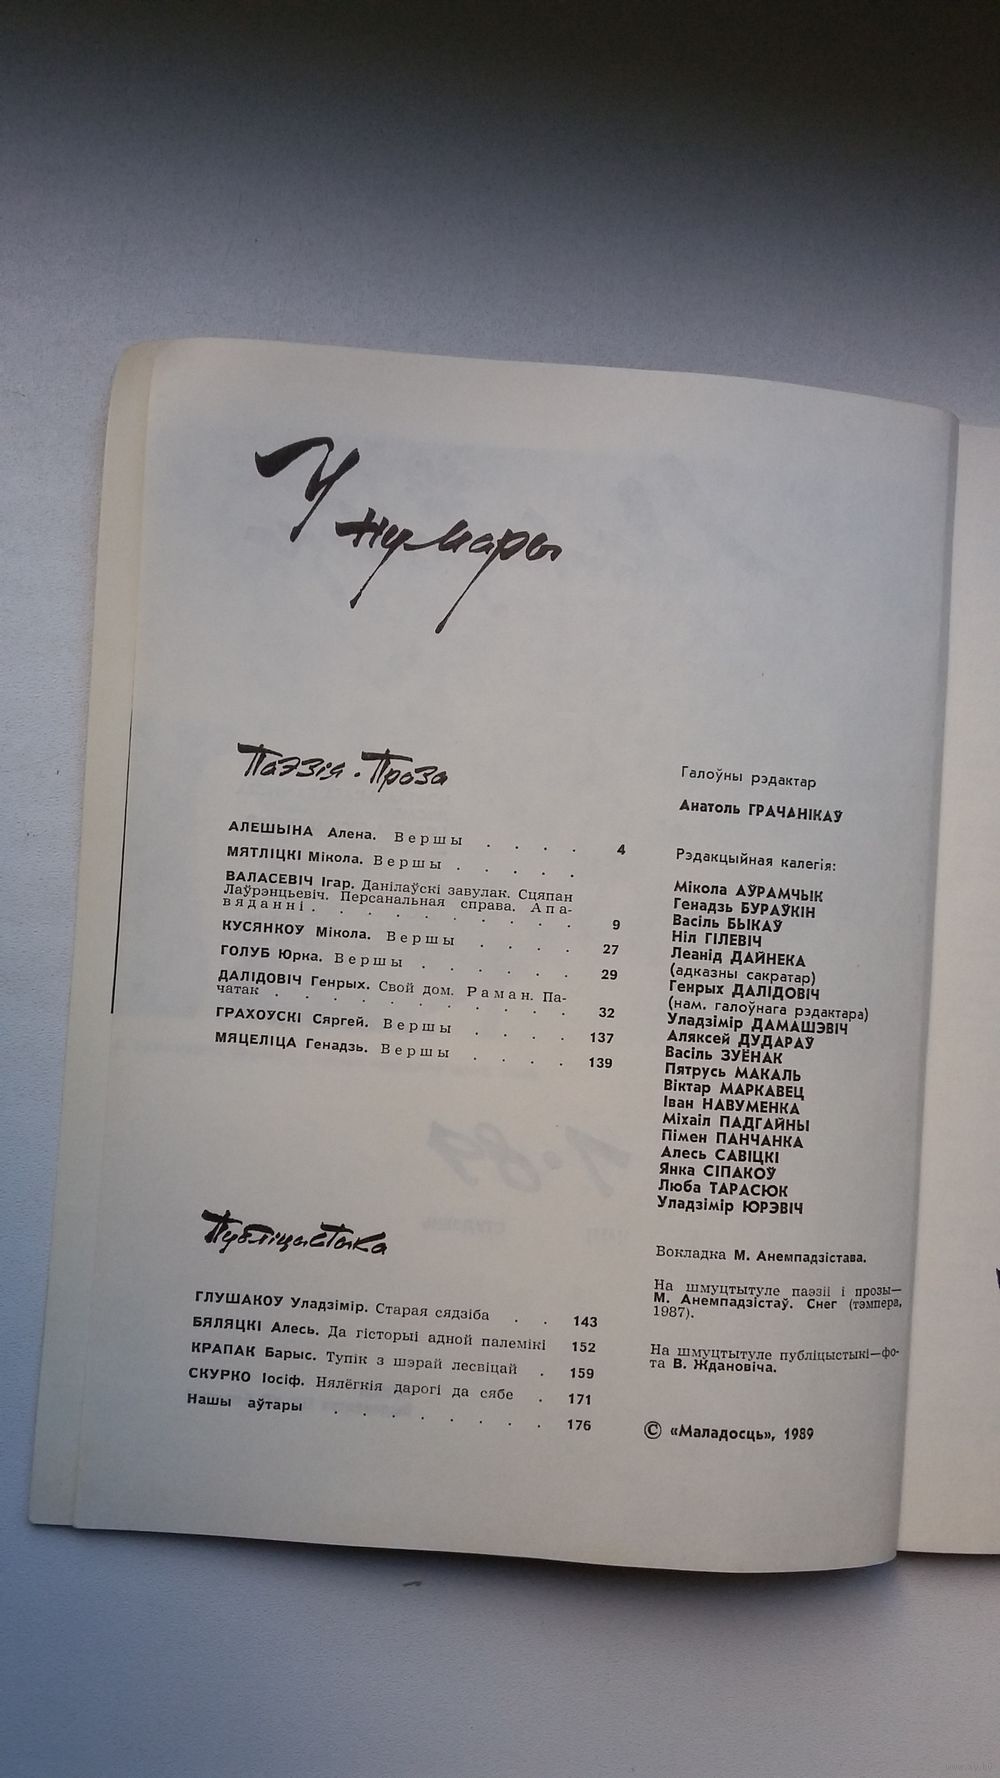 У
нумары
Паэзія · Проза
АЛЕШЫНА Алена. Вершы . . . . 4
МЯТЛІЦКІ Мікола. Вершы . . . .
ВАЛАСЕВІЧ Ігар. Данілаўскі завулак. Сцяпан
Лаўрэнцьевіч. Персанальная справа. Апа-
вяданні . . . . . . . . . 9
КУСЯНКОУ Мікола. Вершы . . . . 27
ГОЛУБ Юрка. Вершы . . . . . 29
ДАЛІДОВІЧ Генрых. Свой дом. Раман. Па-
чатак . . . . . . . . . . 32
ГРАХОУСКІ Сяргей. Вершы . . . . 137
МЯЦЕЛІЦА Генадзь. Вершы . . . . 139
Публіцыстыка
ГЛУШАКОУ Уладзімір. Старая сядзіба . . 143
БЯЛЯЦКІ Алесь. Да гісторыі адной палемікі 152
КРАПАК Барыс. Тупік з шэрай лесвіцай . 159
СКУРКО Іосіф. Нялёгкія дарогі да сябе . 171
Нашы аўтары . . . . . . . . 176
Галоўны рэдактар
Анатоль ГРАЧАНІКАЎ
Рэдакцыйная калегія:
Мікола АЎРАМЧЫК
Генадзь БУРАЎКІН
Васіль БЫКАЎ
Ніл ГІЛЕВІЧ
Леанід ДАЙНЕКА
(адказны сакратар)
Генрых ДАЛІДОВІЧ
(нам. галоўнага рэдактара)
Уладзімір ДАМАШЭВІЧ
Аляксей ДУДАРАЎ
Васіль ЗУЁНАК
Пятрусь МАКАЛЬ
Віктар МАРКАВЕЦ
Іван НАВУМЕНКА
Міхаіл ПАДГАЙНЫ
Пімен ПАНЧАНКА
Алесь САВІЦКІ
Янка СІПАКОЎ
Люба ТАРАСЮК
Уладзімір ЮРЭВІЧ
Вокладка М. Анемпадзістава.
На шмуцтытуле паэзіі і прозы—
М. Анемпадзістаў. Снег (тэмпера,
1987).
На шмуцтытуле публіцыстыкі—фо-
та В. Ждановіча.
© «Маладосць», 1989